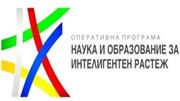 ОПЕРАТИВНА ПРОГРАМА
НАУКА И ОБРАЗОВАНИЕ ЗА
ИНТЕЛИГЕНТЕН РАСТЕЖ